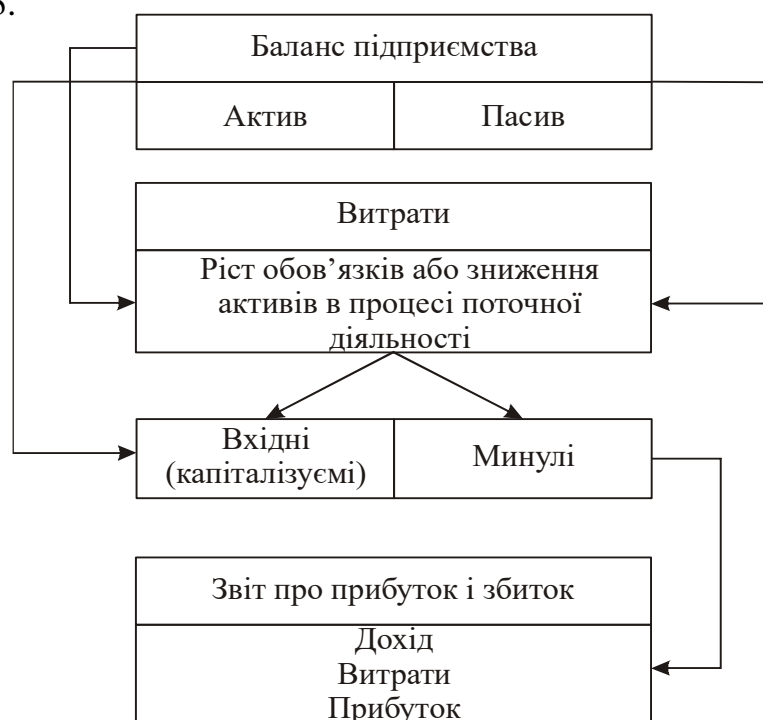 Баланс підприємства
Актив
Пасив
Витрати
Ріст обов’язків або зниження
активів в процесі поточної
діяльності
Вхідні
(капіталізуємі)
Минулі
Звіт про прибуток і збиток
Дохід
Витрати
Прибуток